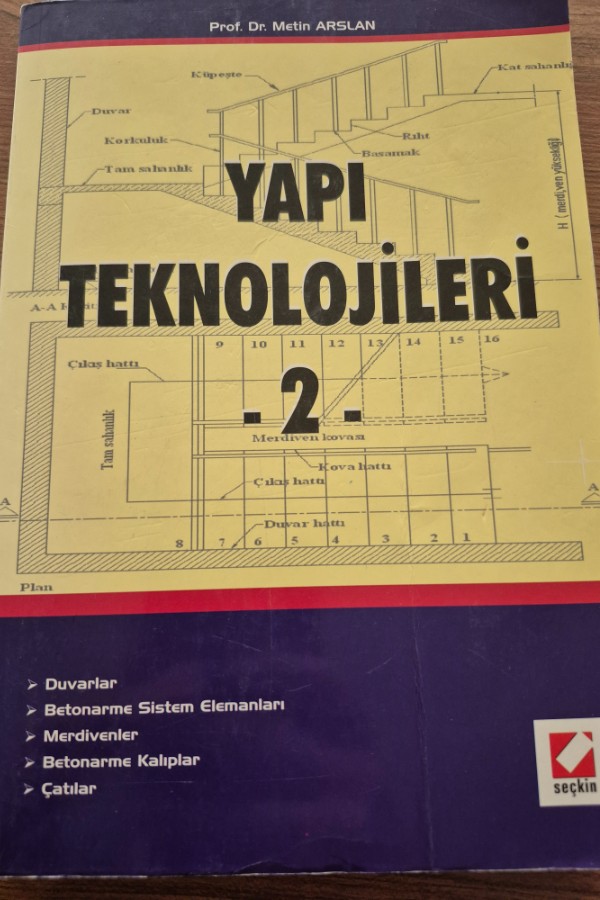 Prof. Dr. Metin ARSLAN
Küpeşte
Kat sahanlığı
Duvar
Korkuluk
Rıht
Basamak
Tam sahanlık
H ( merdiven yüksekliği)
YAPI
TEKNOLOJİLERİ
A-A
9 10 11 12 13 14 15 16
Çıkış hattı
- 2 -
Tam sahanlık
Merdiven kovası
Kova hattı
Çıkış hattı
A
A
Duvar hattı
8 7 6 5 4 3 2 1
Plan
➢ Duvarlar
➢ Betonarme Sistem Elemanları
➢ Merdivenler
➢ Betonarme Kalıplar
➢ Çatılar
seçkin